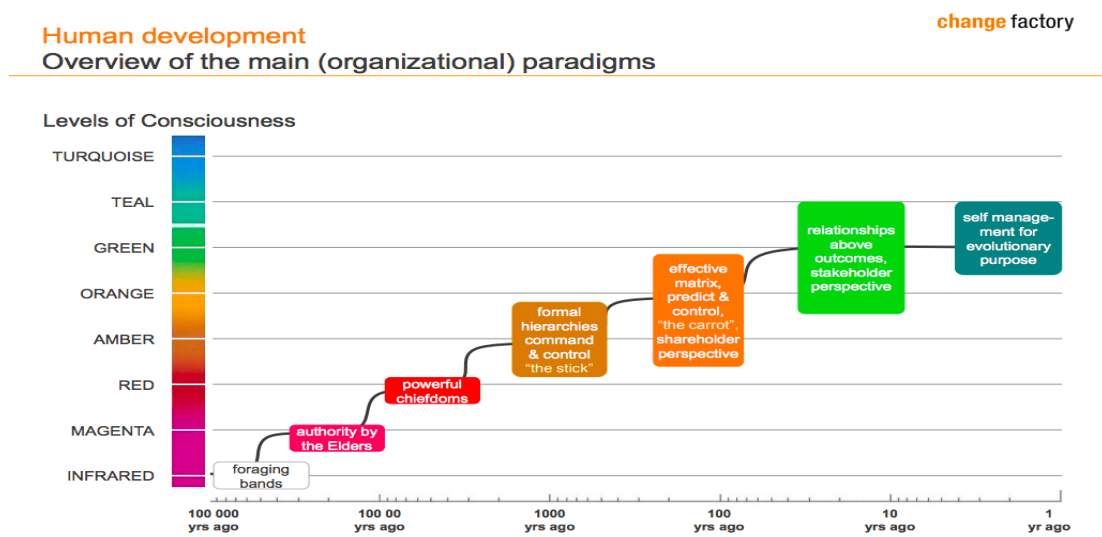 change factory
Human development
Overview of the main (organizational) paradigms
Levels of Consciousness
TURQUOISE
TEAL
GREEN
ORANGE
AMBER
RED
MAGENTA
INFRARED
foraging
bands
authority by
the Elders
powerful
chiefdoms
formal
hierarchies
command
& control
"the stick"
effective
matrix,
predict &
control,
"the carrot",
shareholder
perspective
relationships
above
outcomes,
stakeholder
perspective
self manage-
ment for
evolutionary
purpose
100 000
yrs ago
100 00
yrs ago
1000
yrs ago
100
yrs ago
10
yrs ago
1
yr ago